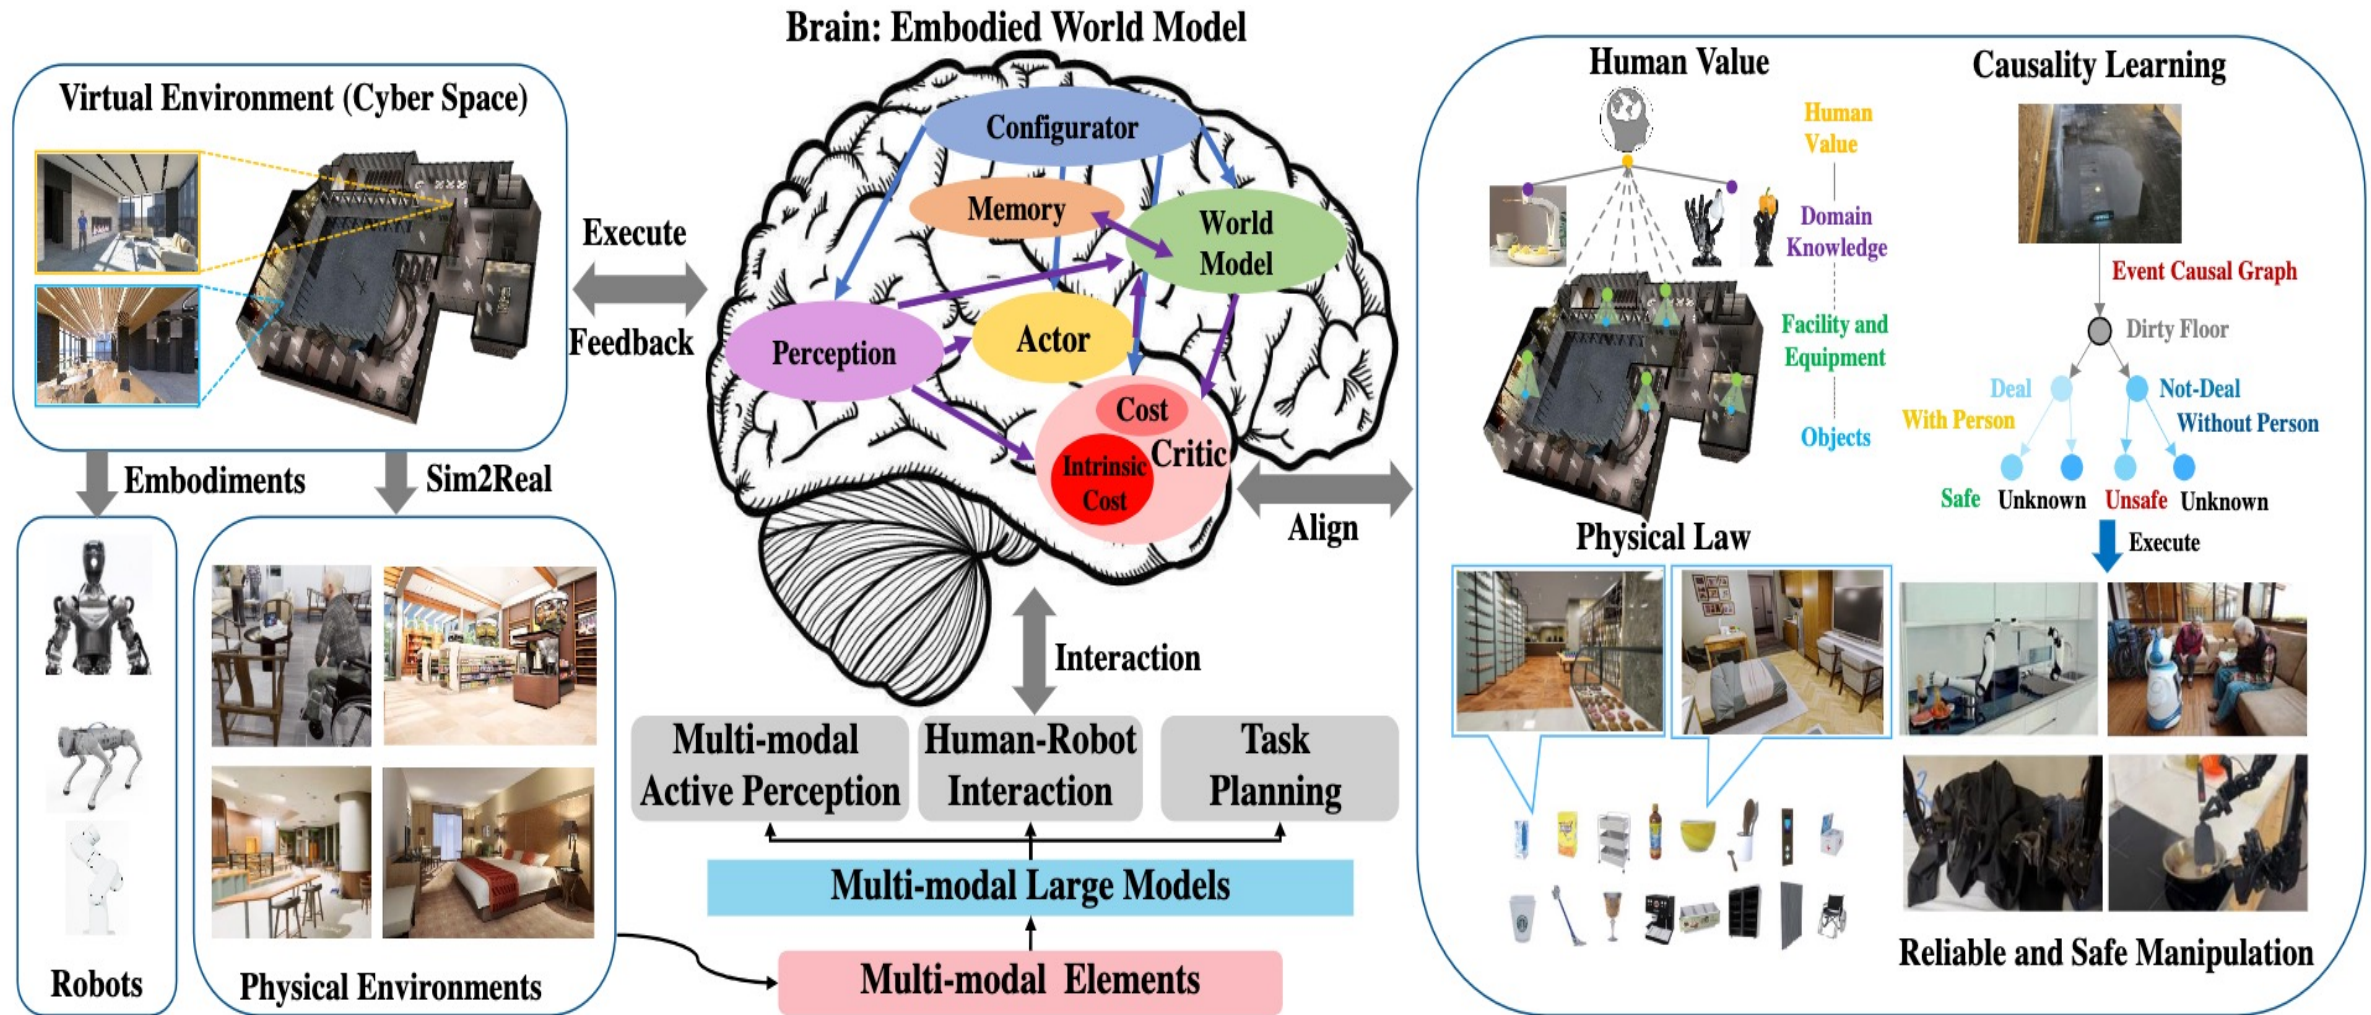 Brain: Embodied World Model
Virtual Environment (Cyber Space)
Execute
Feedback
Embodiments
Sim2Real
Robots
Physical Environments
Configurator
Memory
World
Model
Perception
Actor
Cost
Critic
Intrinsic
Cost
Align
Interaction
Multi-modal
Active Perception
Human-Robot
Interaction
Task
Planning
Multi-modal Large Models
Multi-modal Elements
Human Value
Human
Value
Domain
Knowledge
Facility and
Equipment
Objects
Physical Law
Causality Learning
Event Causal Graph
Dirty Floor
Deal
Not-Deal
With Person
Without Person
Safe
Unknown
Unsafe
Unknown
Execute
Reliable and Safe Manipulation